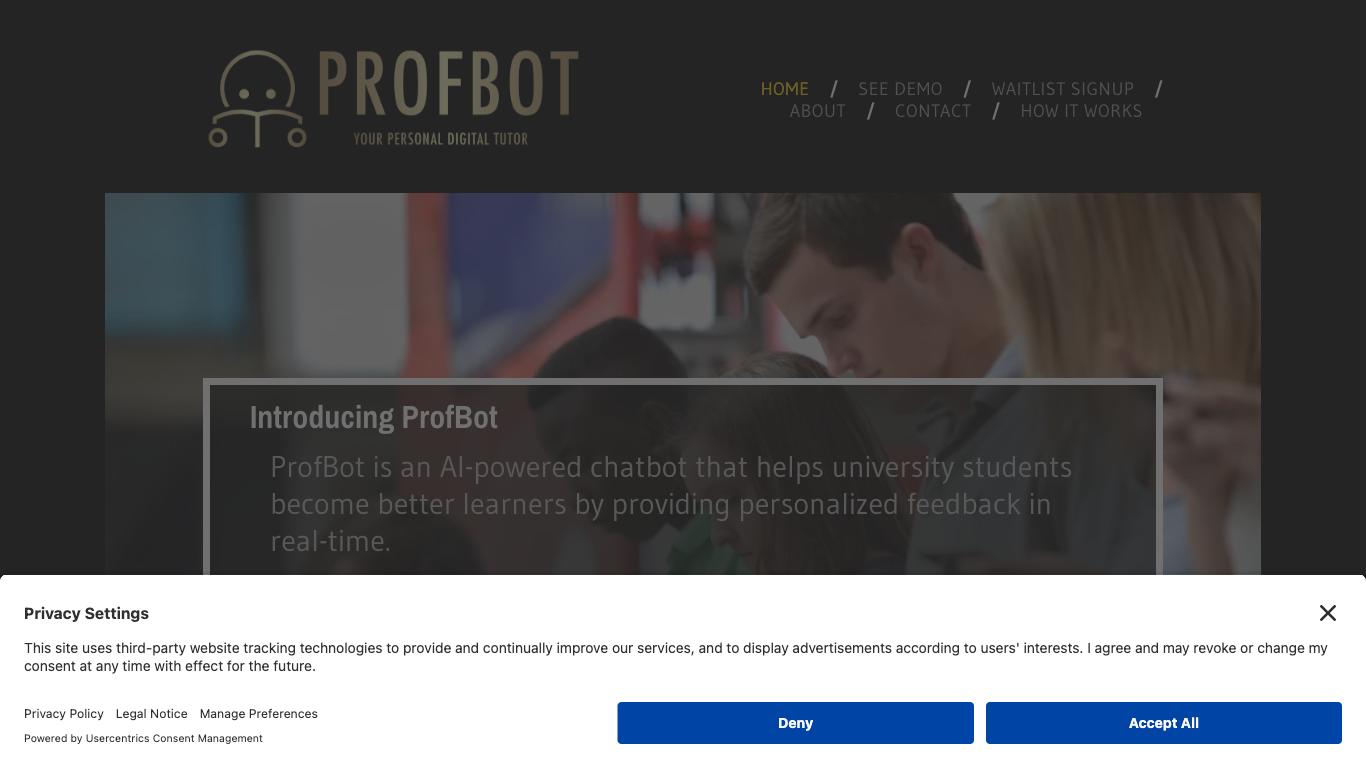 PROFBOT
YOUR PERSONAL DIGITAL TUTOR
HOME / SEE DEMO / WAITLIST SIGNUP /
ABOUT / CONTACT / HOW IT WORKS
Introducing ProfBot
ProfBot is an AI-powered chatbot that helps university students
become better learners by providing personalized feedback in
real-time.
Privacy Settings
This site uses third-party website tracking technologies to provide and continually improve our services, and to display advertisements according to users' interests. I agree and may revoke or change my
consent at any time with effect for the future.
Privacy Policy Legal Notice Manage Preferences
Powered by Usercentrics Consent Management
Deny
Accept All